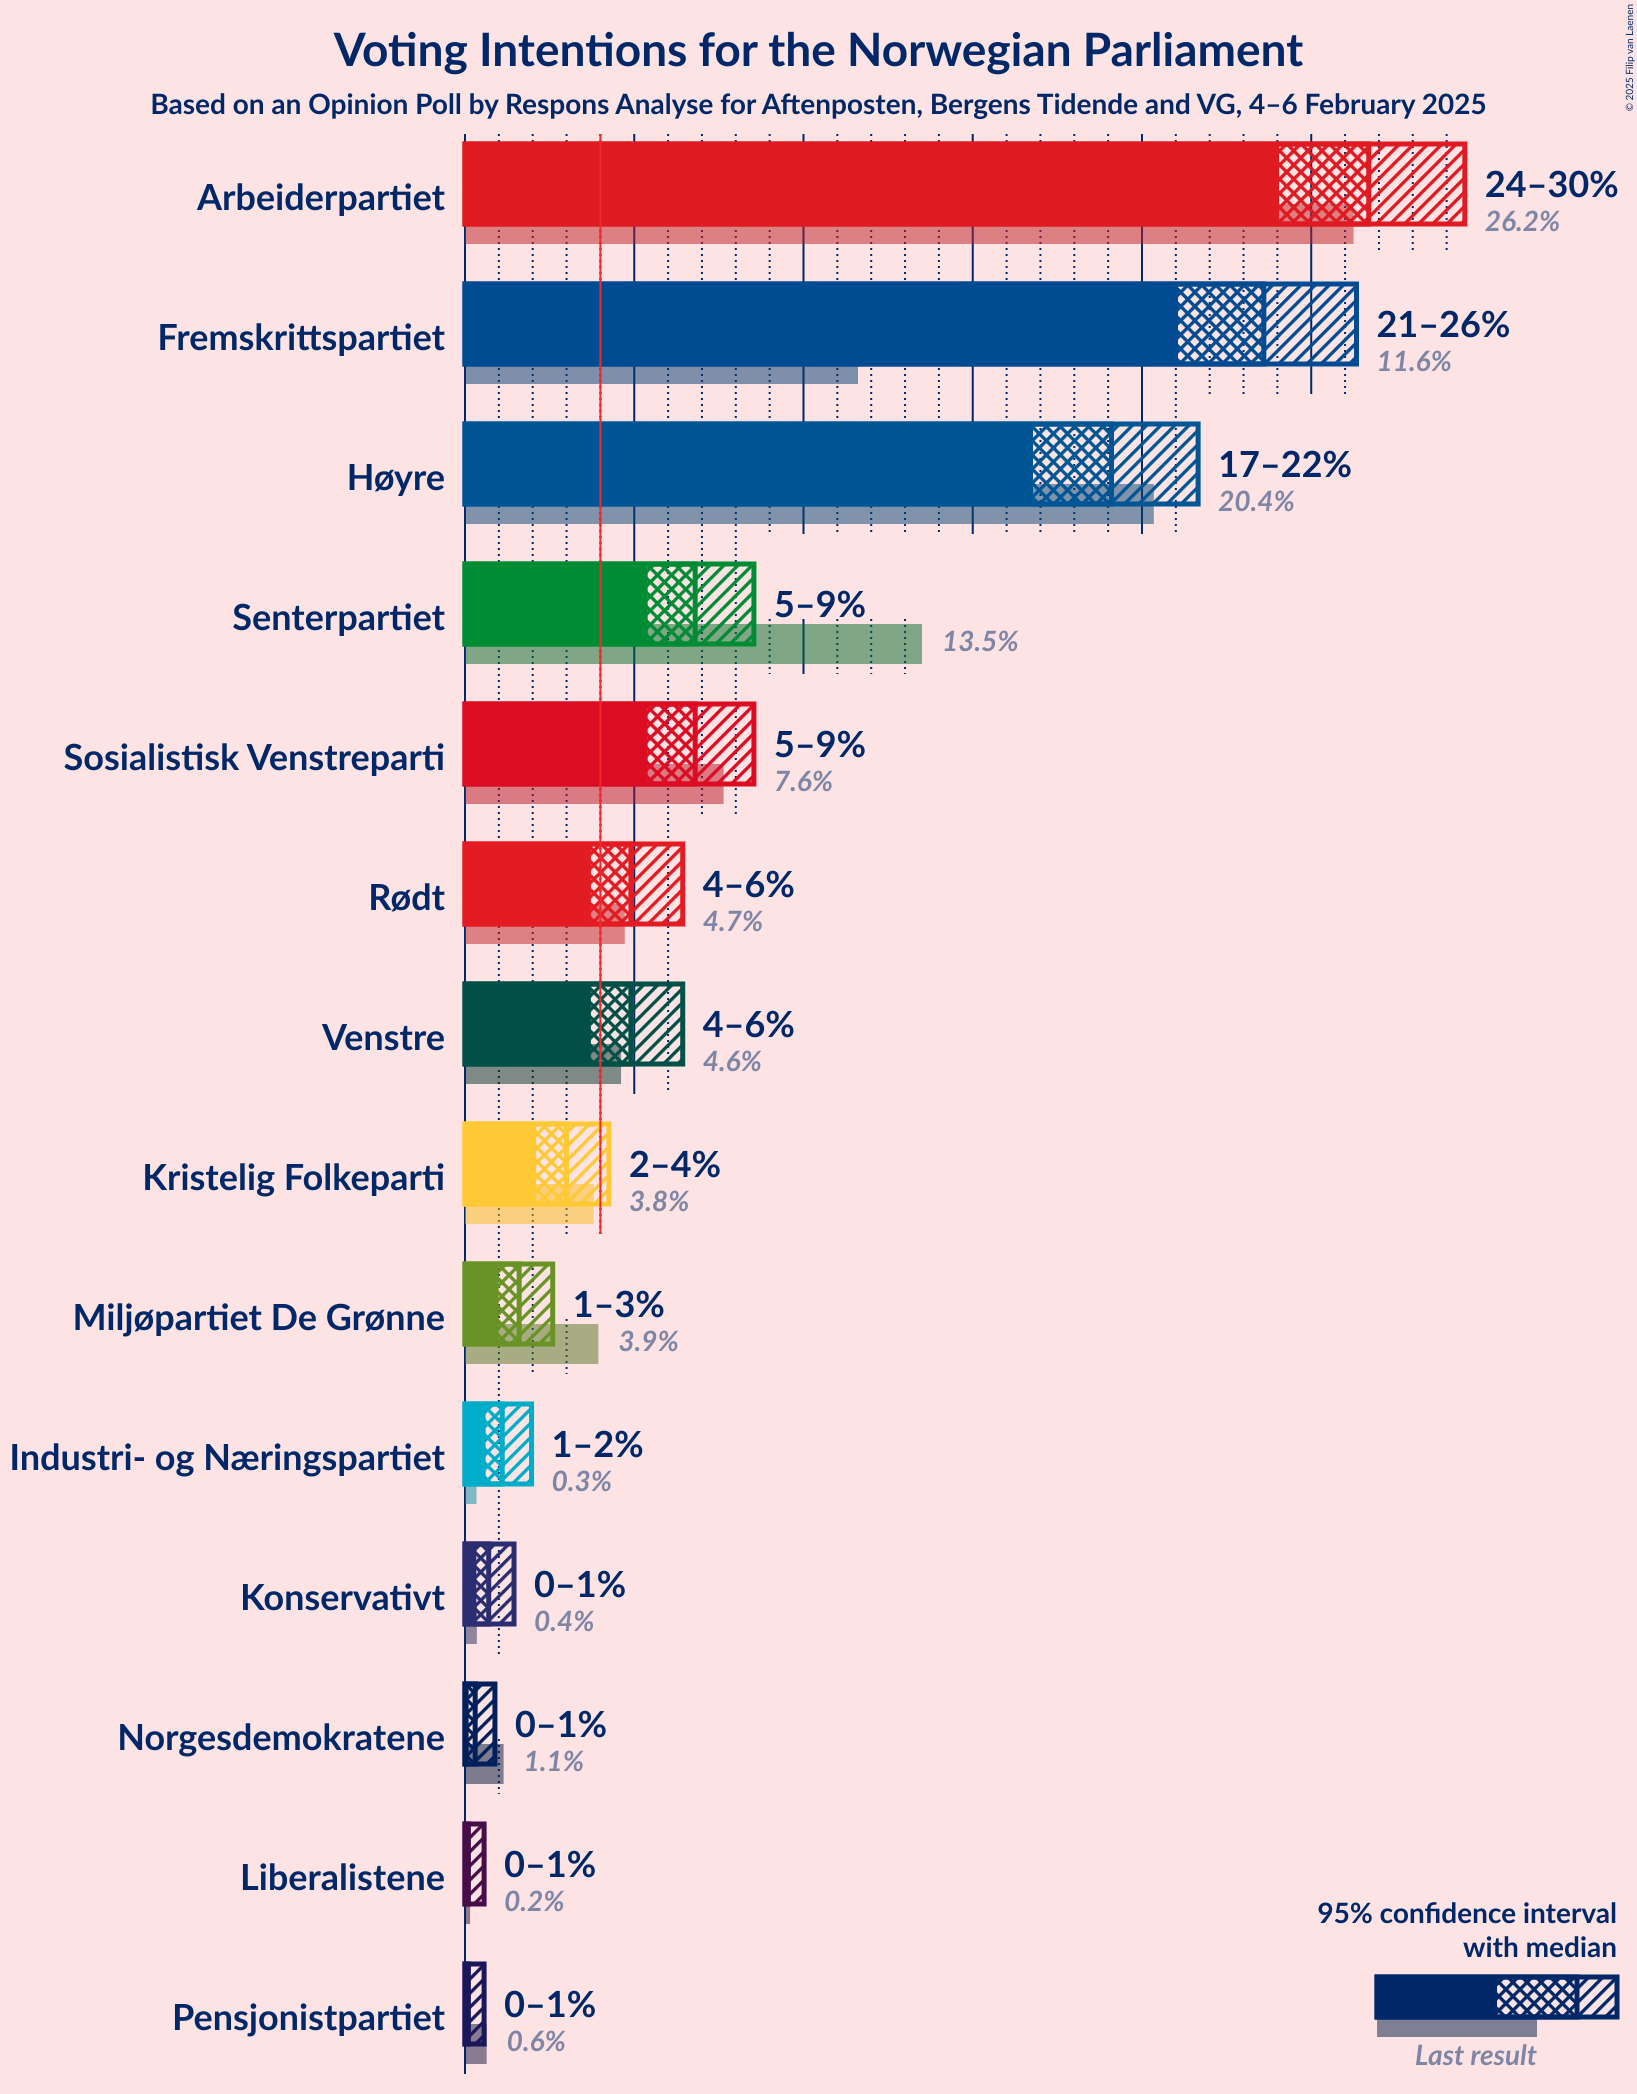 Voting Intentions for the Norwegian Parliament
Based on an Opinion Poll by Respons Analyse for Aftenposten, Bergens Tidende and VG, 4–6 February 2025
© 2025 Filip van Laenen
Arbeiderpartiet
24–30%
26.2%
Fremskrittspartiet
21–26%
11.6%
Høyre
17–22%
20.4%
Senterpartiet
5–9%
13.5%
Sosialistisk Venstreparti
5–9%
7.6%
Rødt
4–6%
4.7%
Venstre
4–6%
4.6%
Kristelig Folkeparti
2–4%
3.8%
Miljøpartiet De Grønne
1–3%
3.9%
Industri- og Næringspartiet
1–2%
0.3%
Konservativt
0–1%
0.4%
Norgesdemokratene
0–1%
1.1%
Liberalistene
0–1%
0.2%
Pensjonistpartiet
0–1%
0.6%
95% confidence interval
with median
Last result